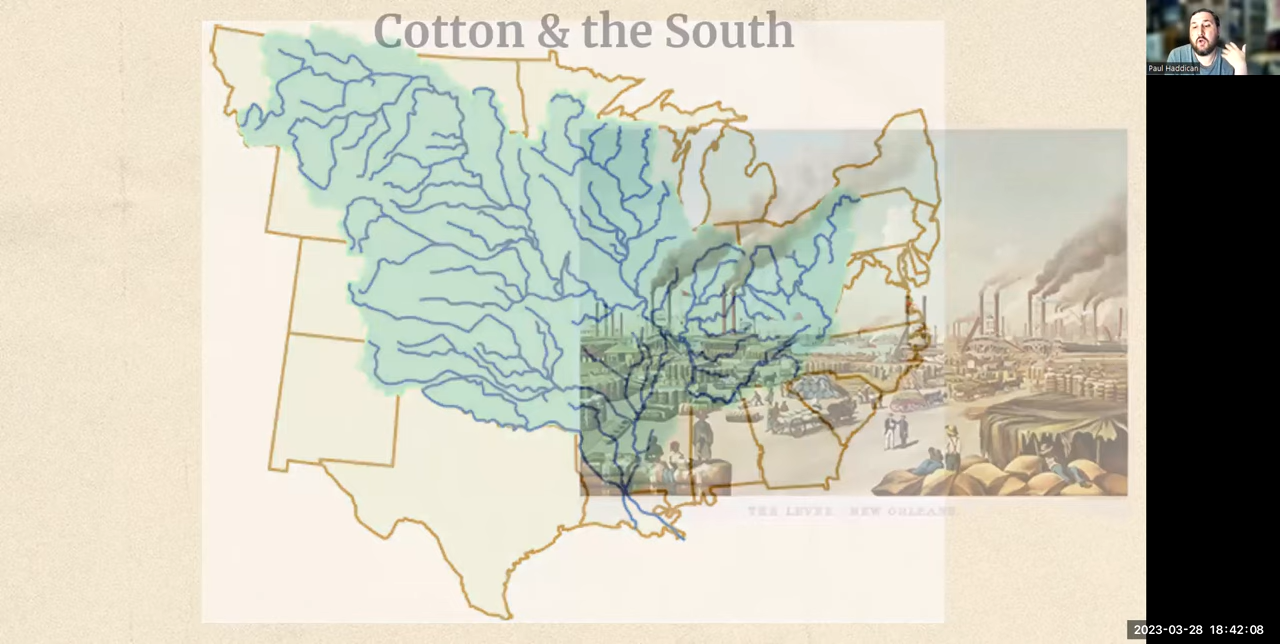 Cotton & the South
Paul Haddican
THE LEVEE NEW ORLEANS
2023-03-28 18:42:08